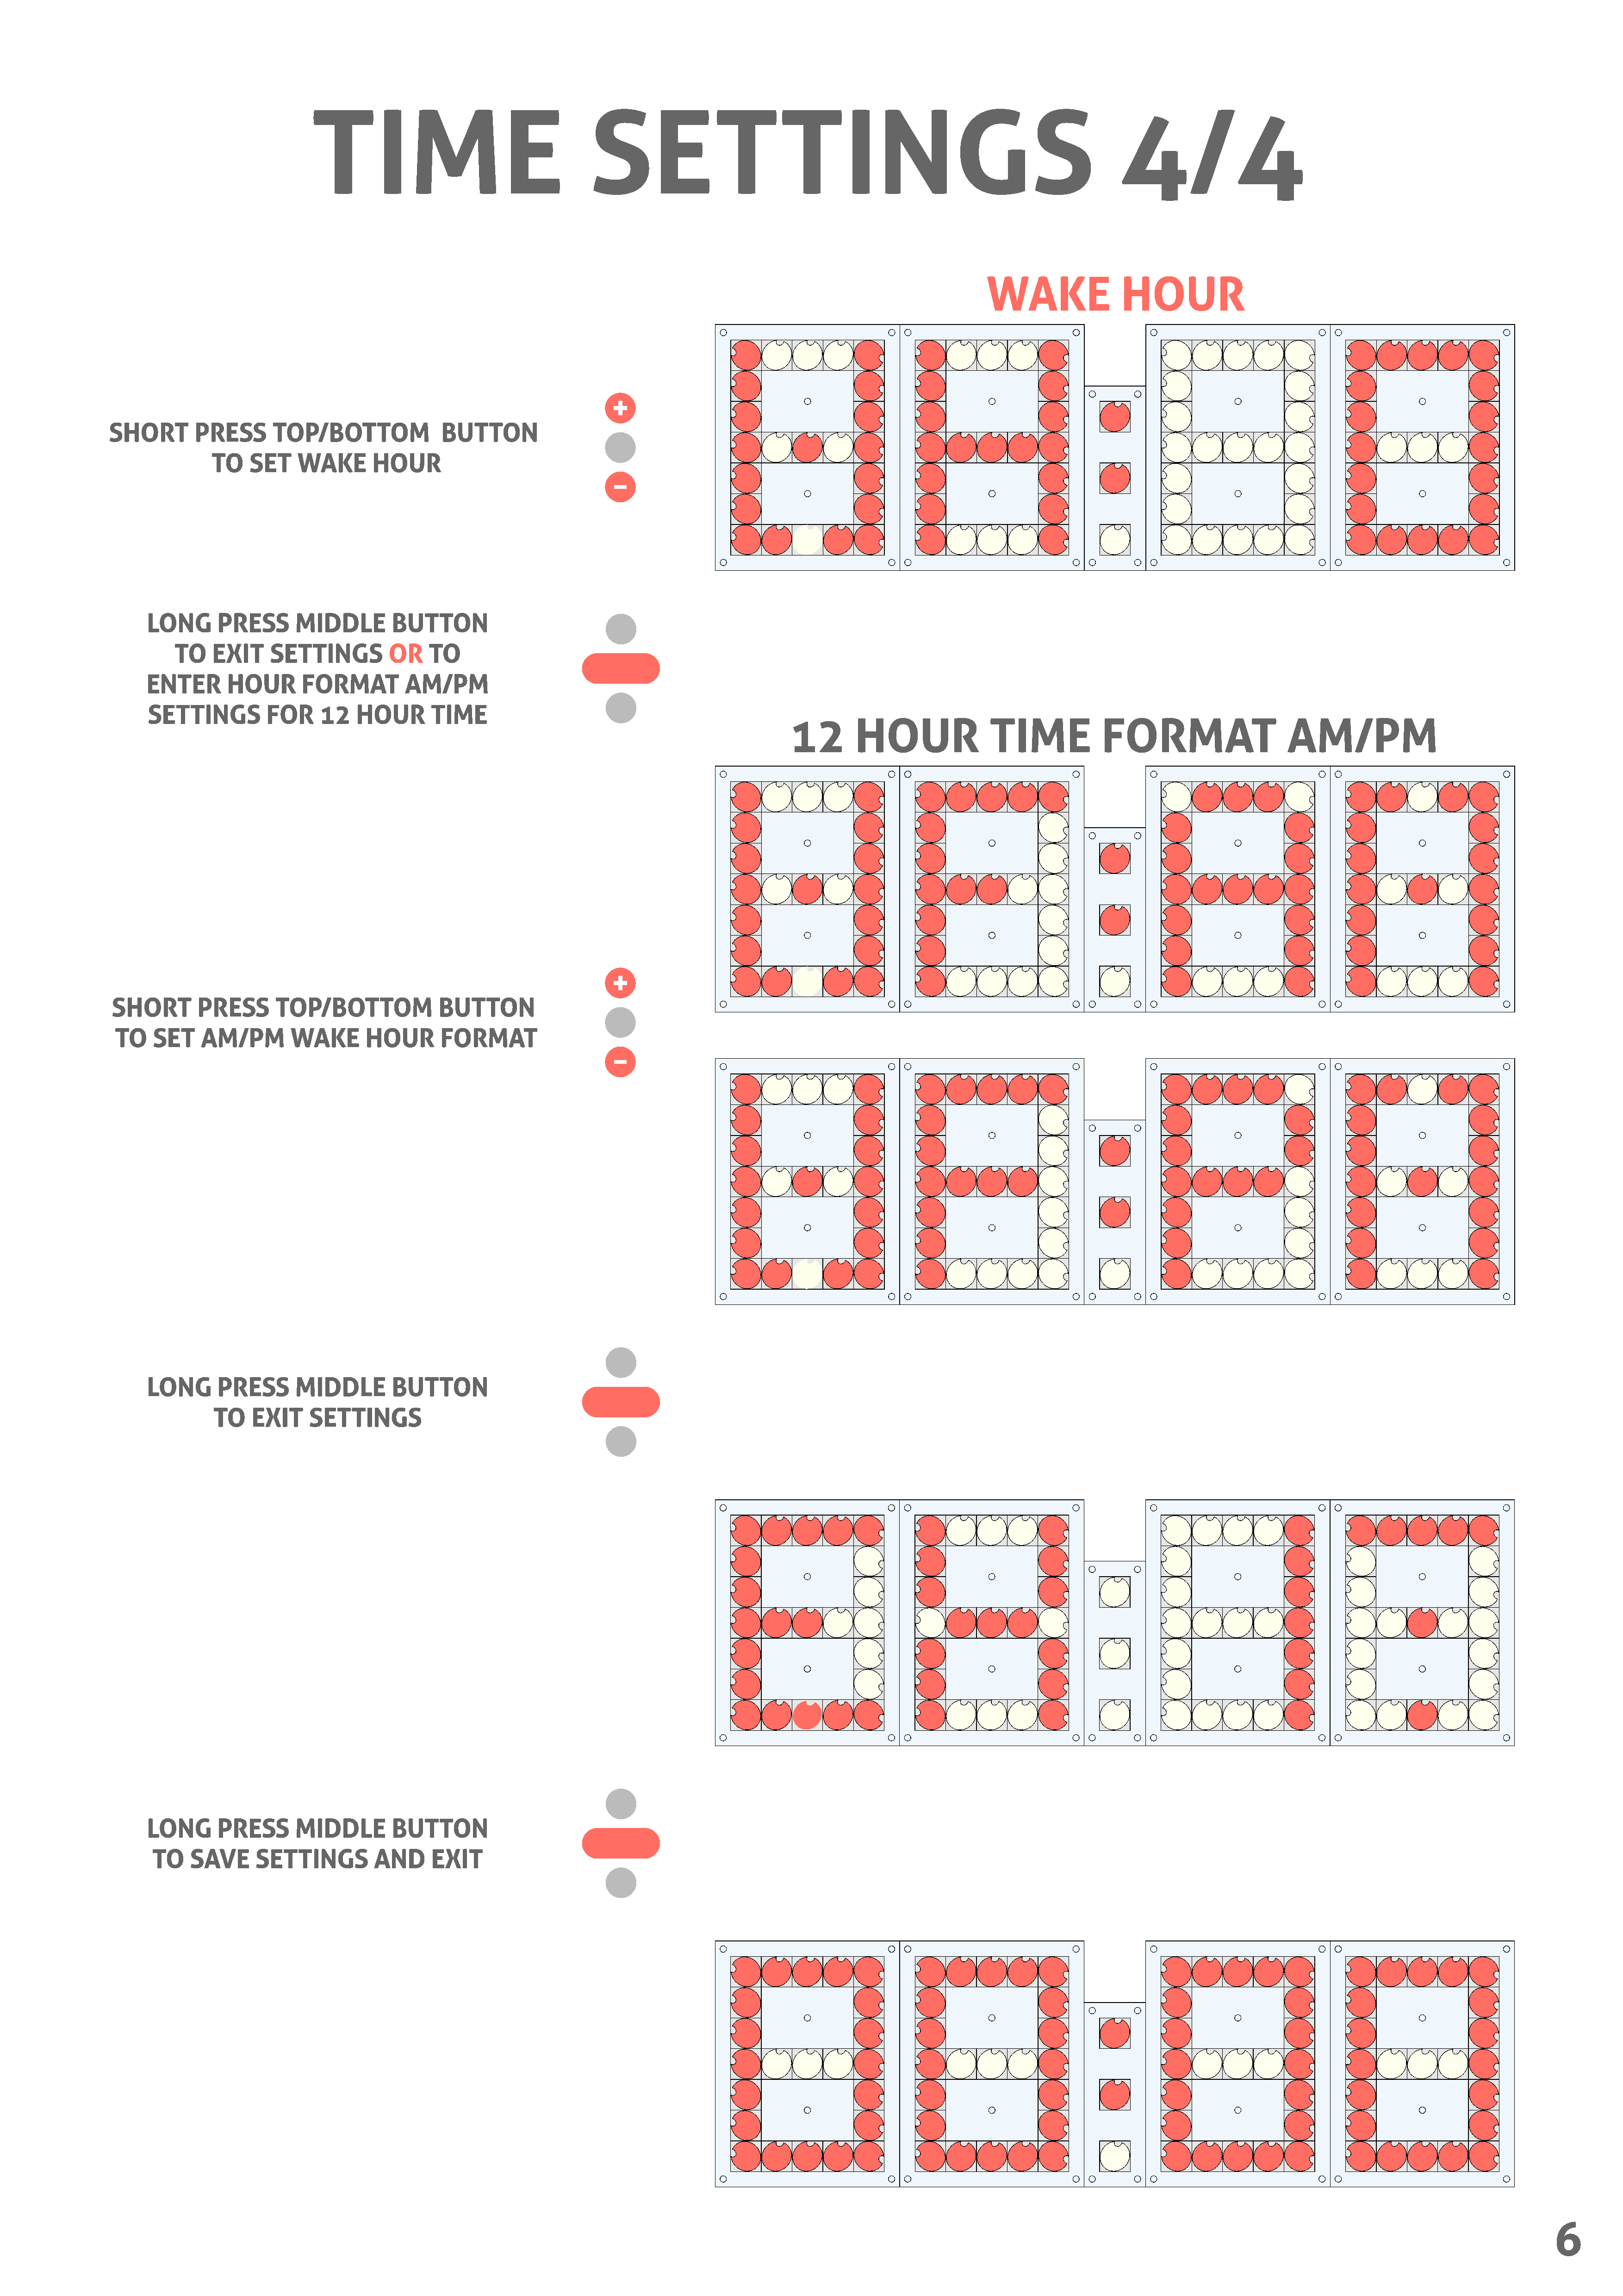 TIME SETTINGS 4/4
WAKE HOUR
SHORT PRESS TOP/BOTTOM BUTTON
TO SET WAKE HOUR
+
-
LONG PRESS MIDDLE BUTTON
TO EXIT SETTINGS OR TO
ENTER HOUR FORMAT AM/PM
SETTINGS FOR 12 HOUR TIME
12 HOUR TIME FORMAT AM/PM
SHORT PRESS TOP/BOTTOM BUTTON
TO SET AM/PM WAKE HOUR FORMAT
+
-
LONG PRESS MIDDLE BUTTON
TO EXIT SETTINGS
LONG PRESS MIDDLE BUTTON
TO SAVE SETTINGS AND EXIT
6